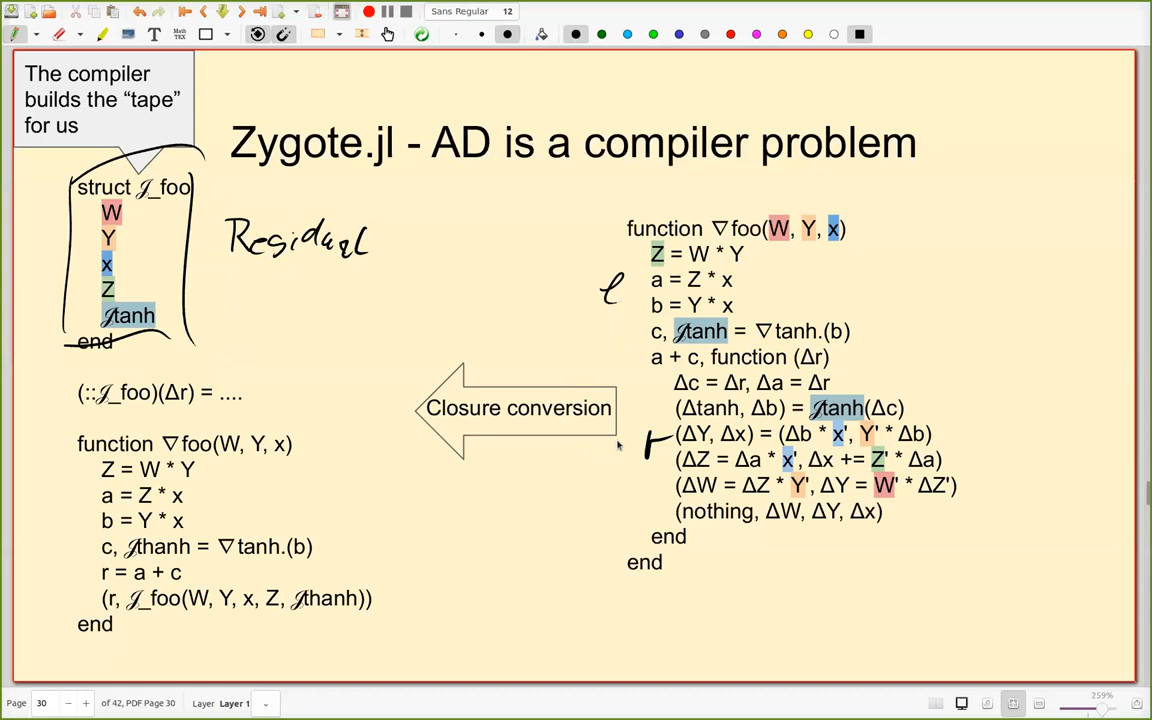 Sans Regular 12
The compiler
builds the “tape”
for us
Zygote.jl - AD is a compiler problem
struct 𝒥_foo
W
Y
x
Z
𝒥tanh
end
Residual
(::𝒥_foo)(Δr) = ....
function ∇foo(W, Y, x)
Z = W * Y
a = Z * x
b = Y * x
c, 𝒥thanh = ∇tanh.(b)
r = a + c
(r, 𝒥_foo(W, Y, x, Z, 𝒥thanh))
end
Closure conversion
function ∇foo(W, Y, x)
Z = W * Y
a = Z * x
b = Y * x
c, 𝒥tanh = ∇tanh.(b)
a + c, function (Δr)
Δc = Δr, Δa = Δr
(Δtanh, Δb) = 𝒥tanh(Δc)
(ΔY, Δx) = (Δb * x', Y' * Δb)
(ΔZ = Δa * x', Δx += Z' * Δa)
(ΔW = ΔZ * Y', ΔY = W' * ΔZ')
(nothing, ΔW, ΔY, Δx)
end
end
Page 30 of 42, PDF Page 30 Layer Layer 1 259%